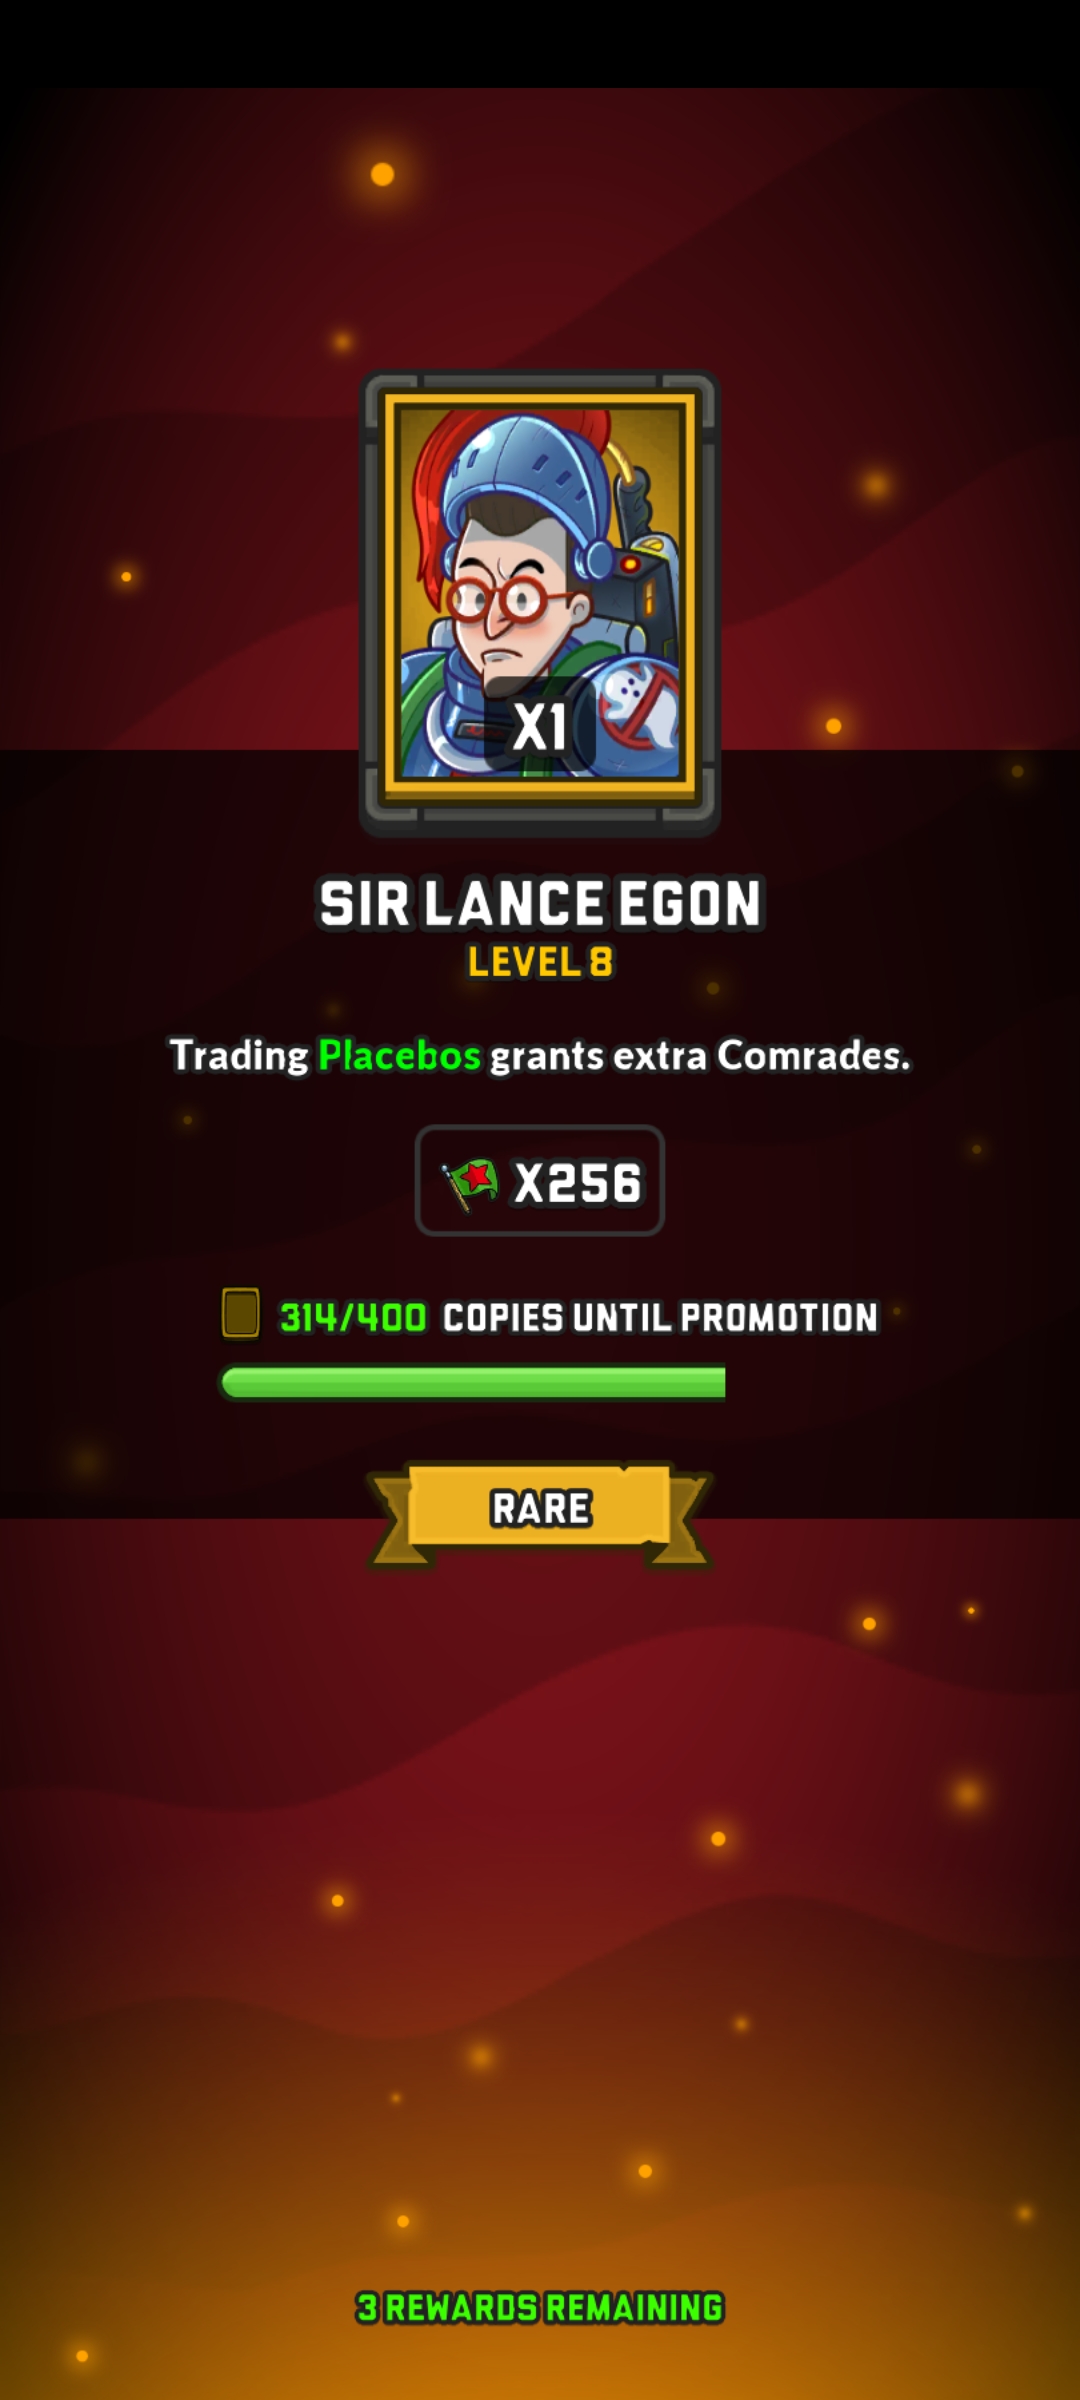 X1
SIR LANCE EGON
LEVEL 8
Trading Placebos grants extra Comrades.
X256
314/400 COPIES UNTIL PROMOTION
RARE
3 REWARDS REMAINING